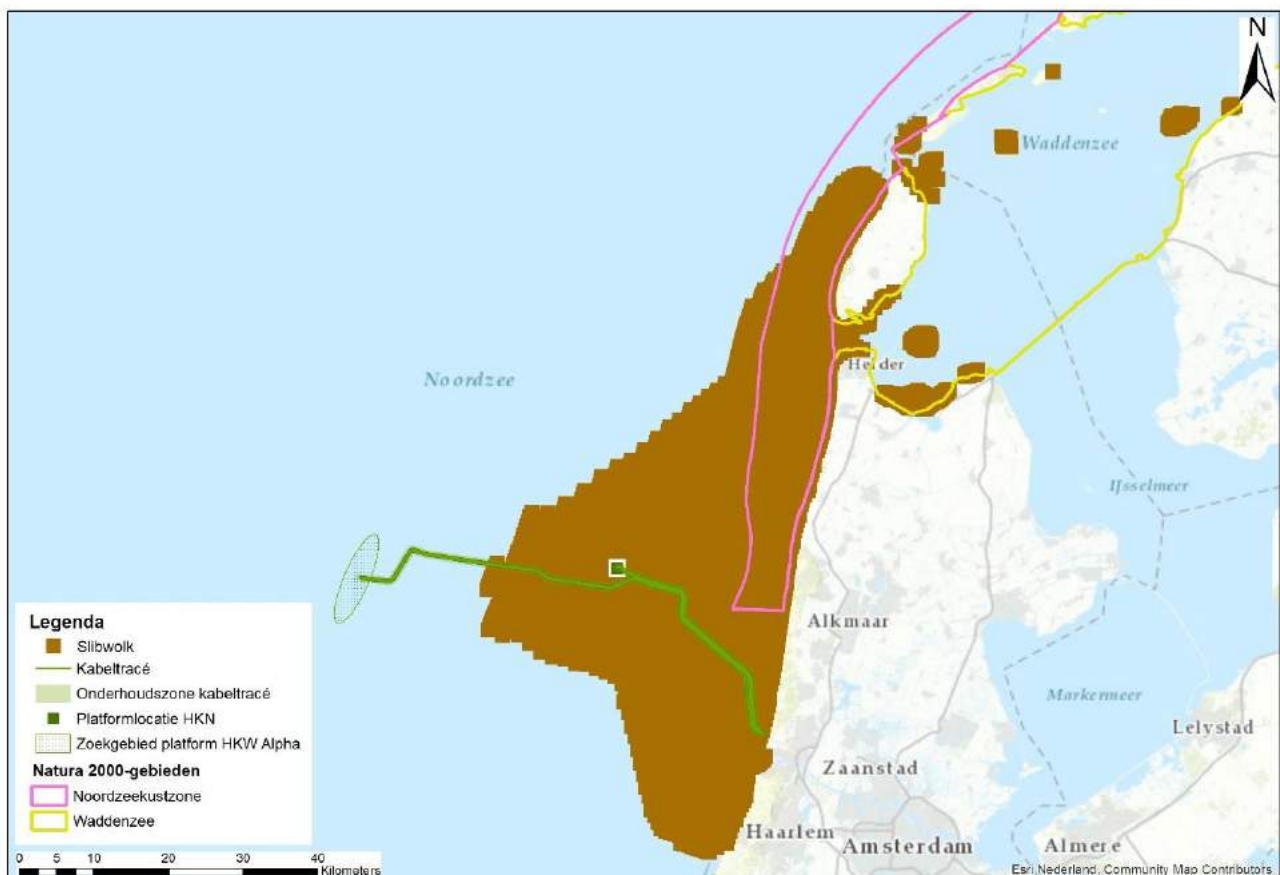 N
Waddenzee
Noordzee
Helder
IJsselmeer
Alkmaar
Markermeer
Lelystad
Zaanstad
Haarlem
Amsterdam
Almere
Legenda
Slibwolk
Kabeltracé
Onderhoudszone kabeltracé
Platformlocatie HKN
Zoekgebied platform HKW Alpha
Natura 2000-gebieden
Noordzeekustzone
Waddenzee
0 5 10 20 30 40
Kilometers
Esri Nederland, Community Map Contributors